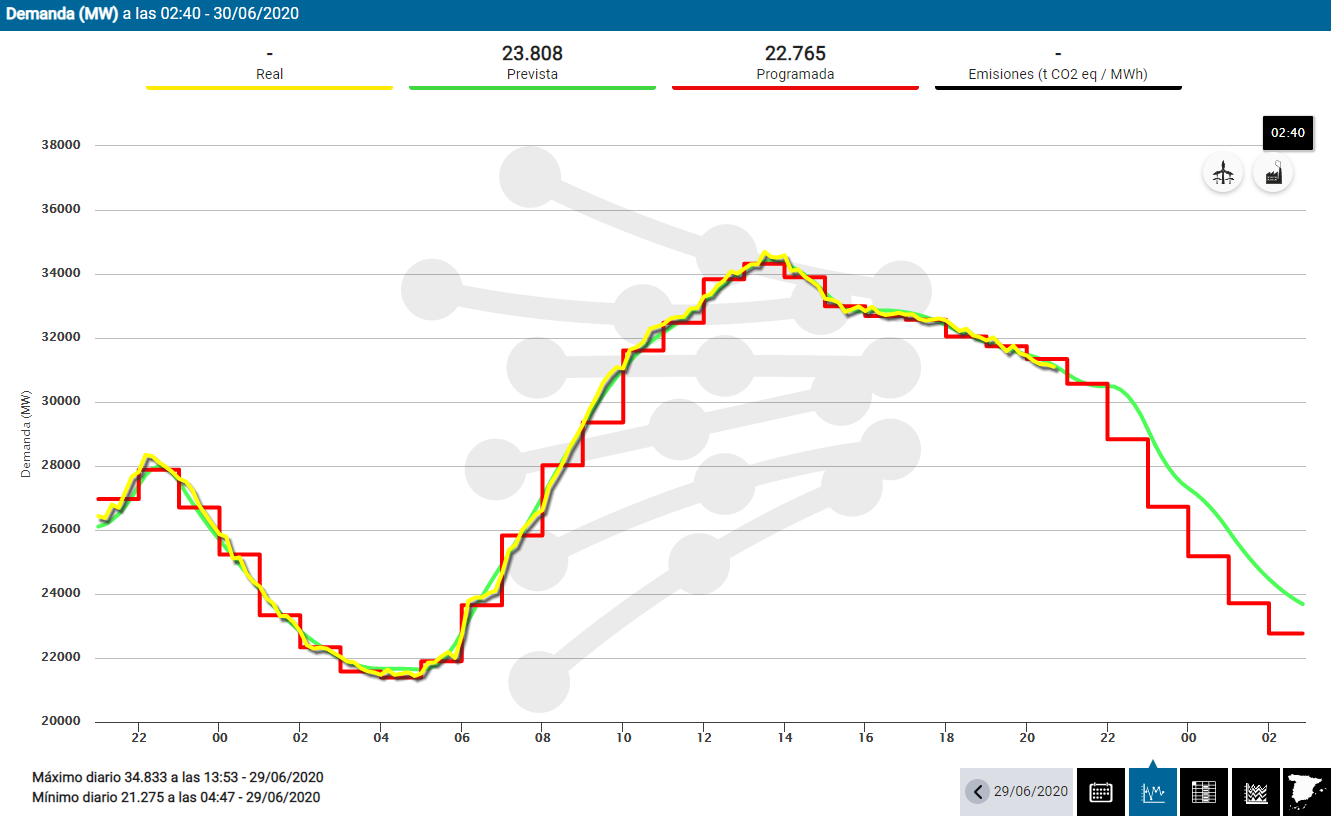 Demanda (MW) a las 02:40 - 30/06/2020
- 23.808 22.765 -
Real Prevista Programada Emisiones (t CO2 eq / MWh)
02:40
38000
36000
34000
32000
30000
28000
26000
24000
22000
20000
Demanda (MW)
22 00 02 04 06 08 10 12 14 16 18 20 22 00 02
Máximo diario 34.833 a las 13:53 - 29/06/2020
Mínimo diario 21.275 a las 04:47 - 29/06/2020
29/06/2020